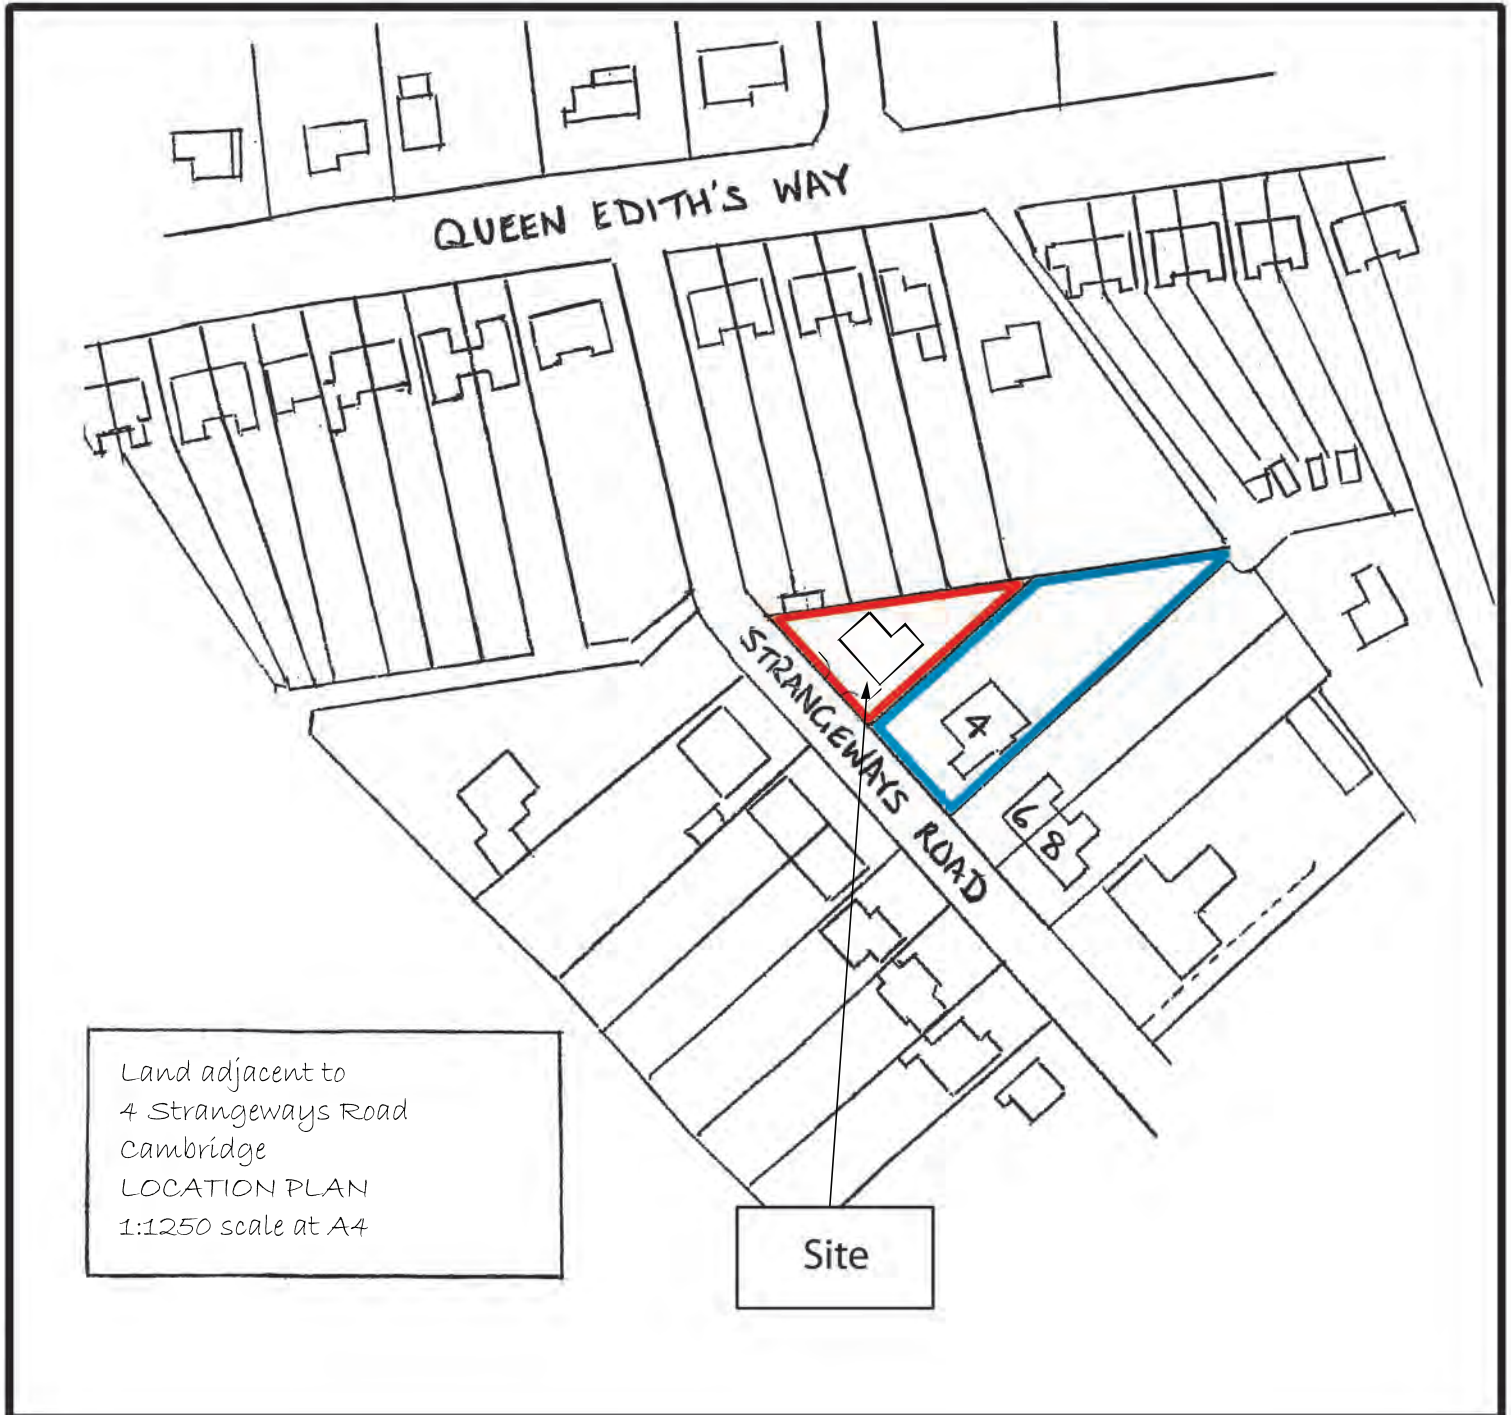 QUEEN EDITH'S WAY
STRANGEWAYS ROAD
4
6
8
Land adjacent to
4 Strangeways Road
Cambridge
LOCATION PLAN
1:1250 scale at A4
Site